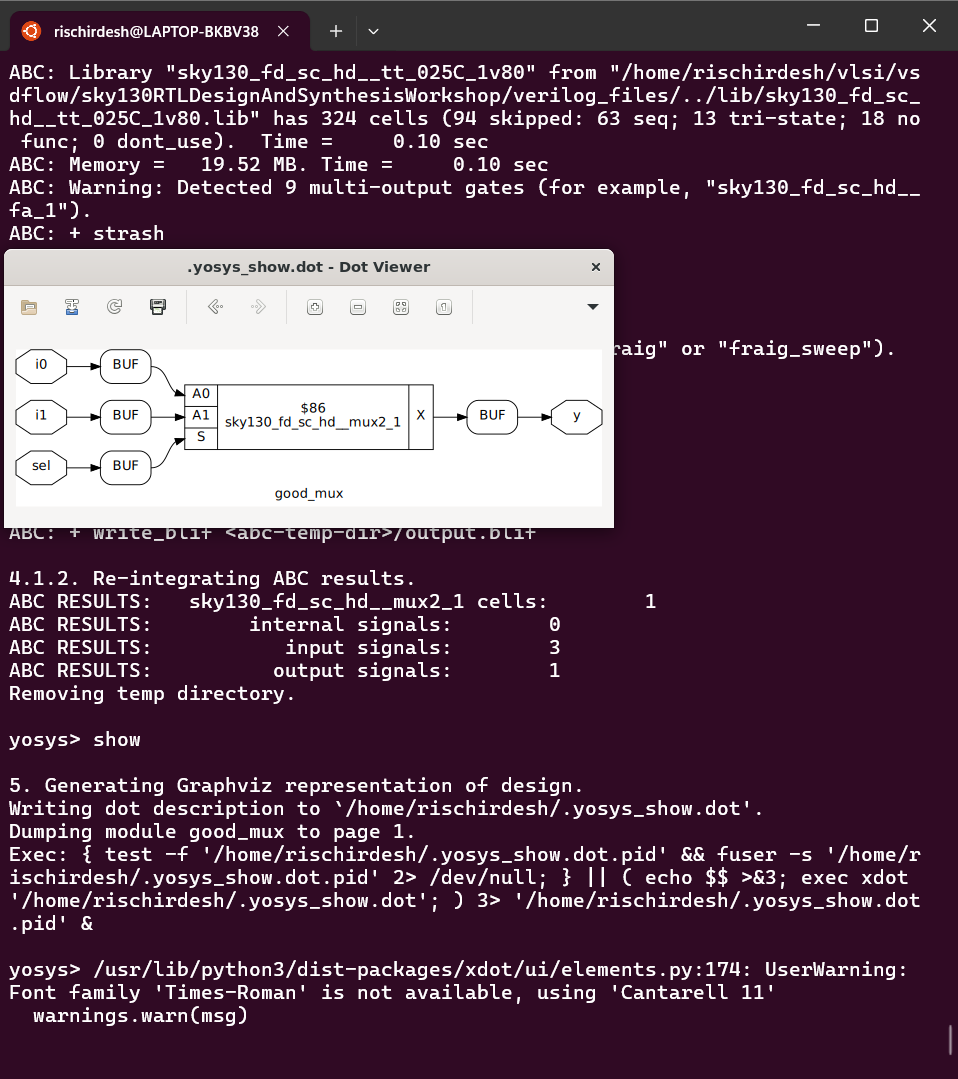 rischirdesh@LAPTOP-BKBV38
ABC: Library "sky130_fd_sc_hd__tt_025C_1v80" from "/home/rischirdesh/vlsi/vs
dflow/sky130RTLDesignAndSynthesisWorkshop/verilog_files/../lib/sky130_fd_sc_
hd__tt_025C_1v80.lib" has 324 cells (94 skipped: 63 seq; 13 tri-state; 18 no
 func; 0 dont_use).  Time =     0.10 sec
ABC: Memory =   19.52 MB. Time =     0.10 sec
ABC: Warning: Detected 9 multi-output gates (for example, "sky130_fd_sc_hd__
fa_1").
ABC: + strash
.yosys_show.dot - Dot Viewer
raig" or "fraig_sweep").
i0 BUF
i1 BUF
sel BUF
A0
A1
S
$86
sky130_fd_sc_hd__mux2_1
X
BUF
y
good_mux
ABC: + write_blif <abc-temp-dir>/output.blif
4.1.2. Re-integrating ABC results.
ABC RESULTS:   sky130_fd_sc_hd__mux2_1 cells:        1
ABC RESULTS:        internal signals:        0
ABC RESULTS:           input signals:        3
ABC RESULTS:          output signals:        1
Removing temp directory.
yosys> show
5. Generating Graphviz representation of design.
Writing dot description to `/home/rischirdesh/.yosys_show.dot'.
Dumping module good_mux to page 1.
Exec: { test -f '/home/rischirdesh/.yosys_show.dot.pid' && fuser -s '/home/r
ischirdesh/.yosys_show.dot.pid' 2> /dev/null; } || ( echo $$ >&3; exec xdot
'/home/rischirdesh/.yosys_show.dot'; ) 3> '/home/rischirdesh/.yosys_show.dot
.pid' &
yosys> /usr/lib/python3/dist-packages/xdot/ui/elements.py:174: UserWarning:
Font family 'Times-Roman' is not available, using 'Cantarell 11'
  warnings.warn(msg)